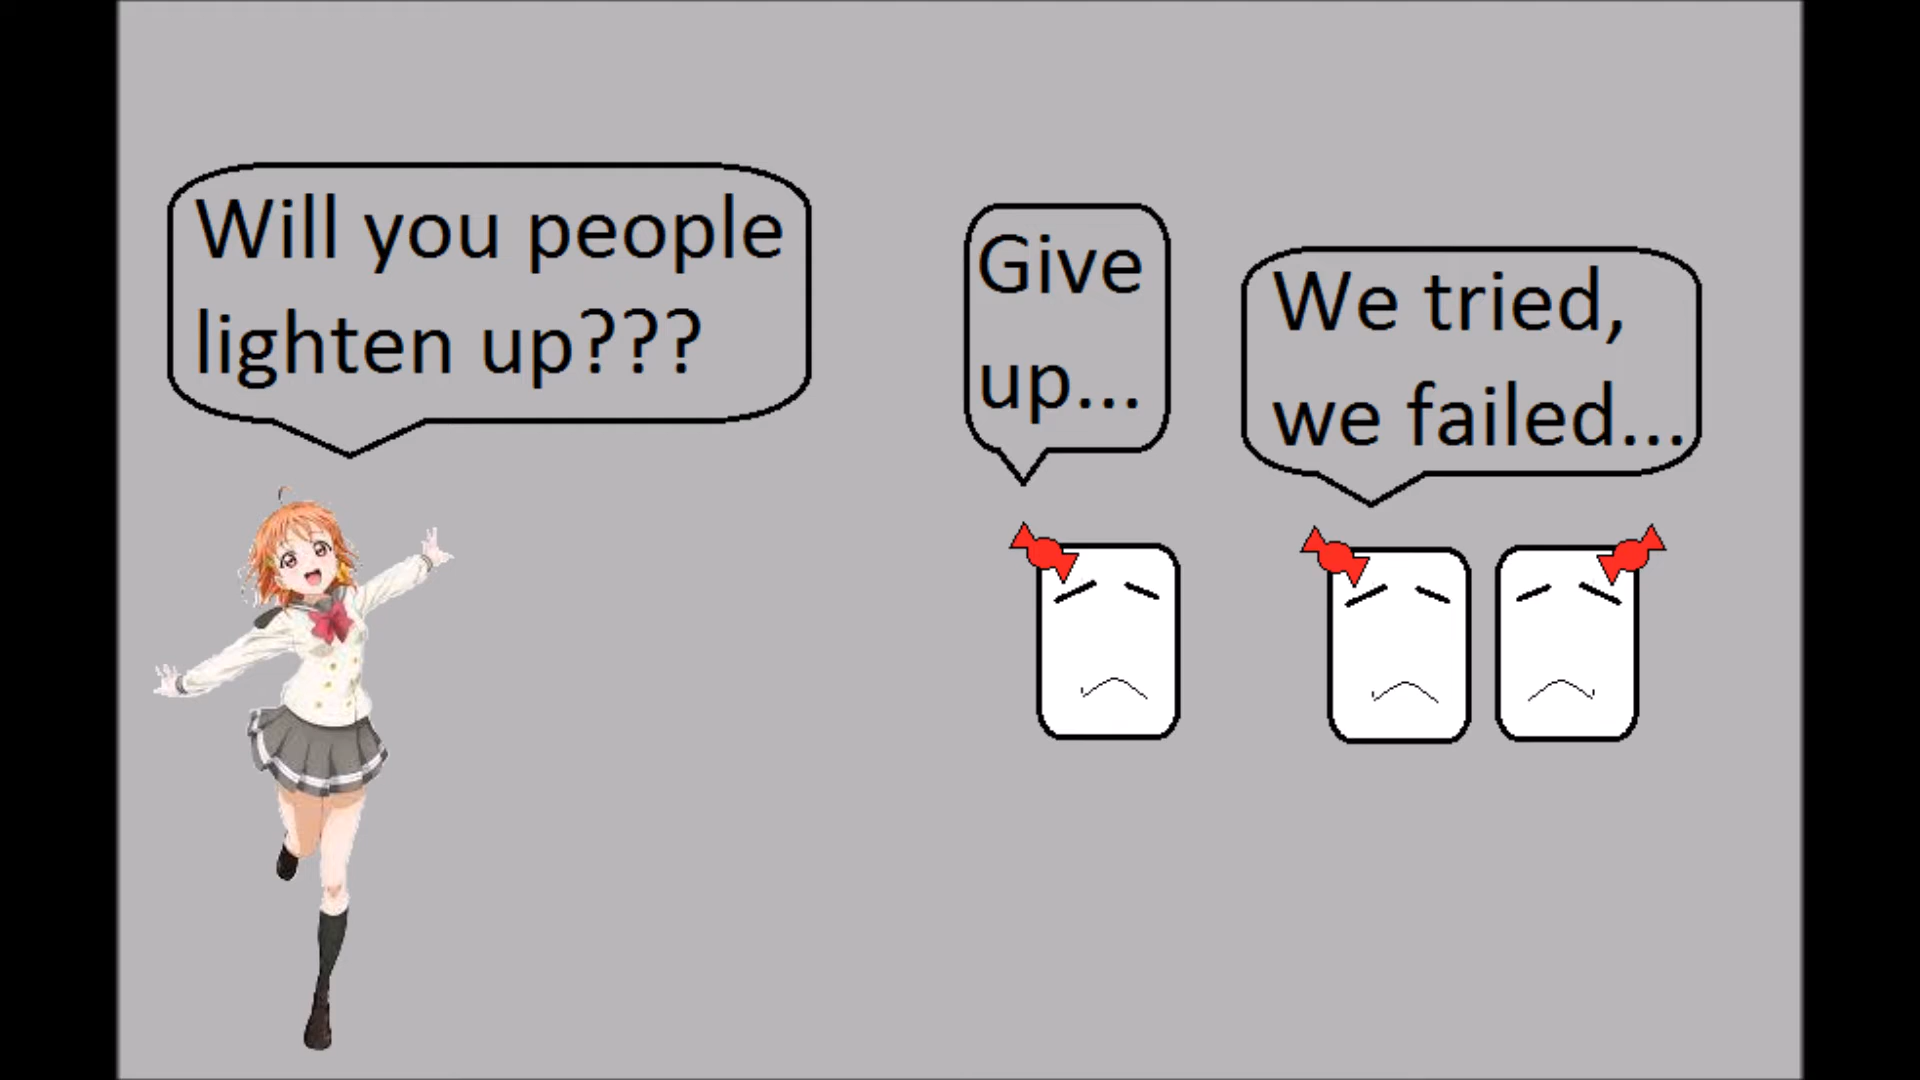 Will you people
lighten up???
Give
up...
We tried,
we failed...